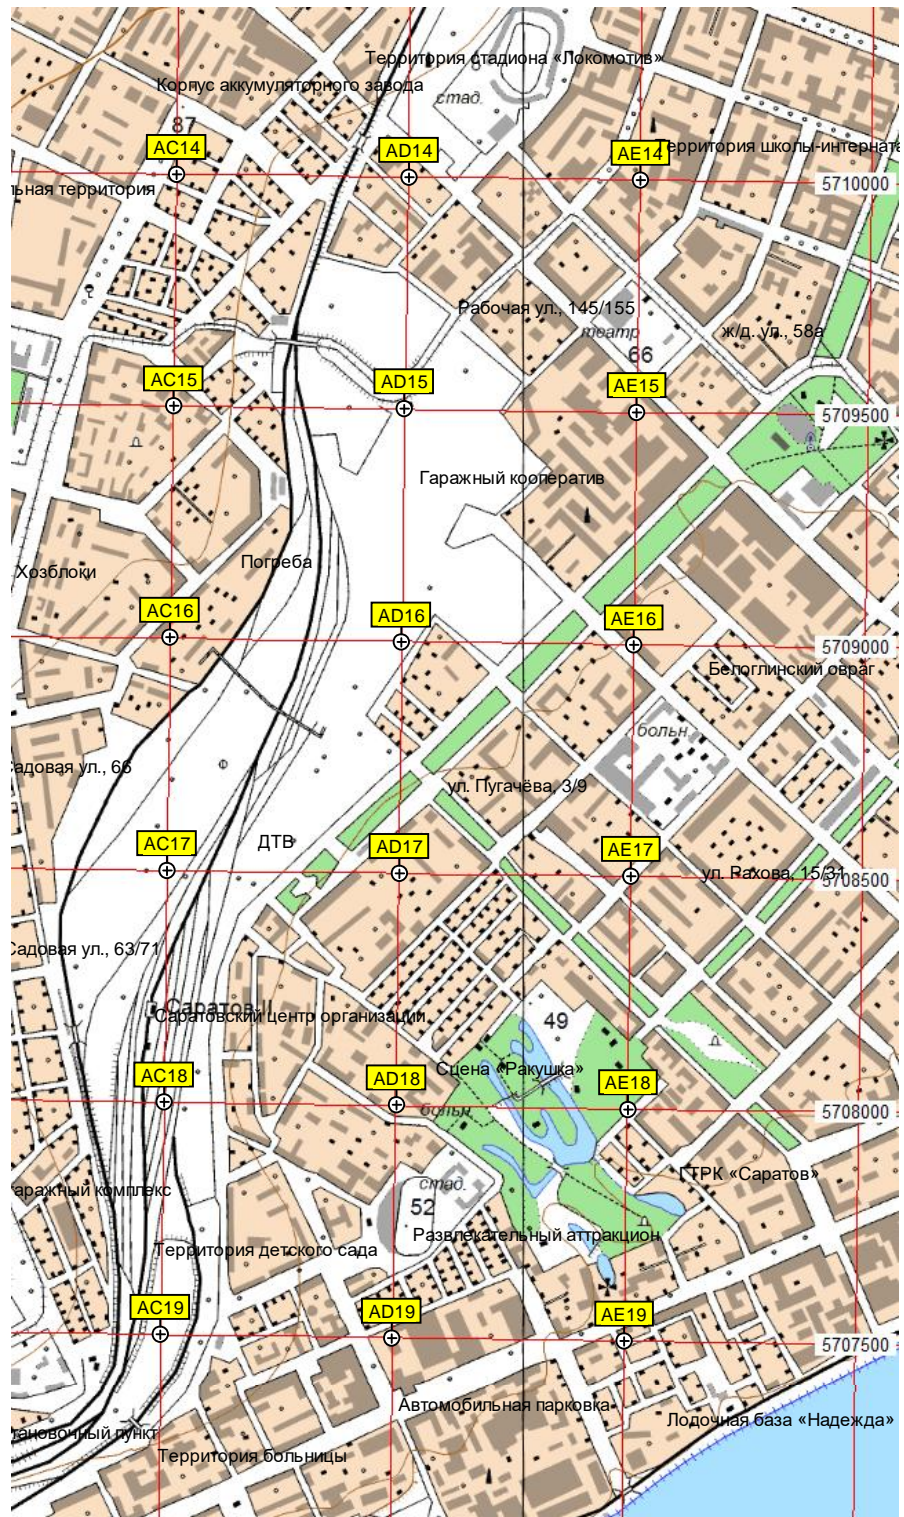 Территория стадиона «Локомотив»
Корпус аккумуляторного завода
стад.
87
AC14
AD14
AE14
ерритория школы-интерната
льная территория
5710000
Рабочая ул., 145/155
театр
66
ж/д. ул., 58а
AC15
AD15
AE15
5709500
Гаражный кооператив
Погреба
Хозблоки
AC16
AD16
AE16
5709000
Белоглинский овраг
больн.
адовая ул., 66
ул. Пугачёва, 3/9
ДТВ
AC17
AD17
AE17
ул. Рахова, 15/31
5708500
Садовая ул., 63/71
Саратов II
Саратовский центр организации
49
Сцена «Ракушка»
AC18
AD18
AE18
больн.
5708000
ГТРК «Саратов»
стад.
аражный комплекс
52
Развлекательный аттракцион
Территория детского сада
AC19
AD19
AE19
5707500
Автомобильная парковка
Лодочная база «Надежда»
тановочный пункт
Территория больницы